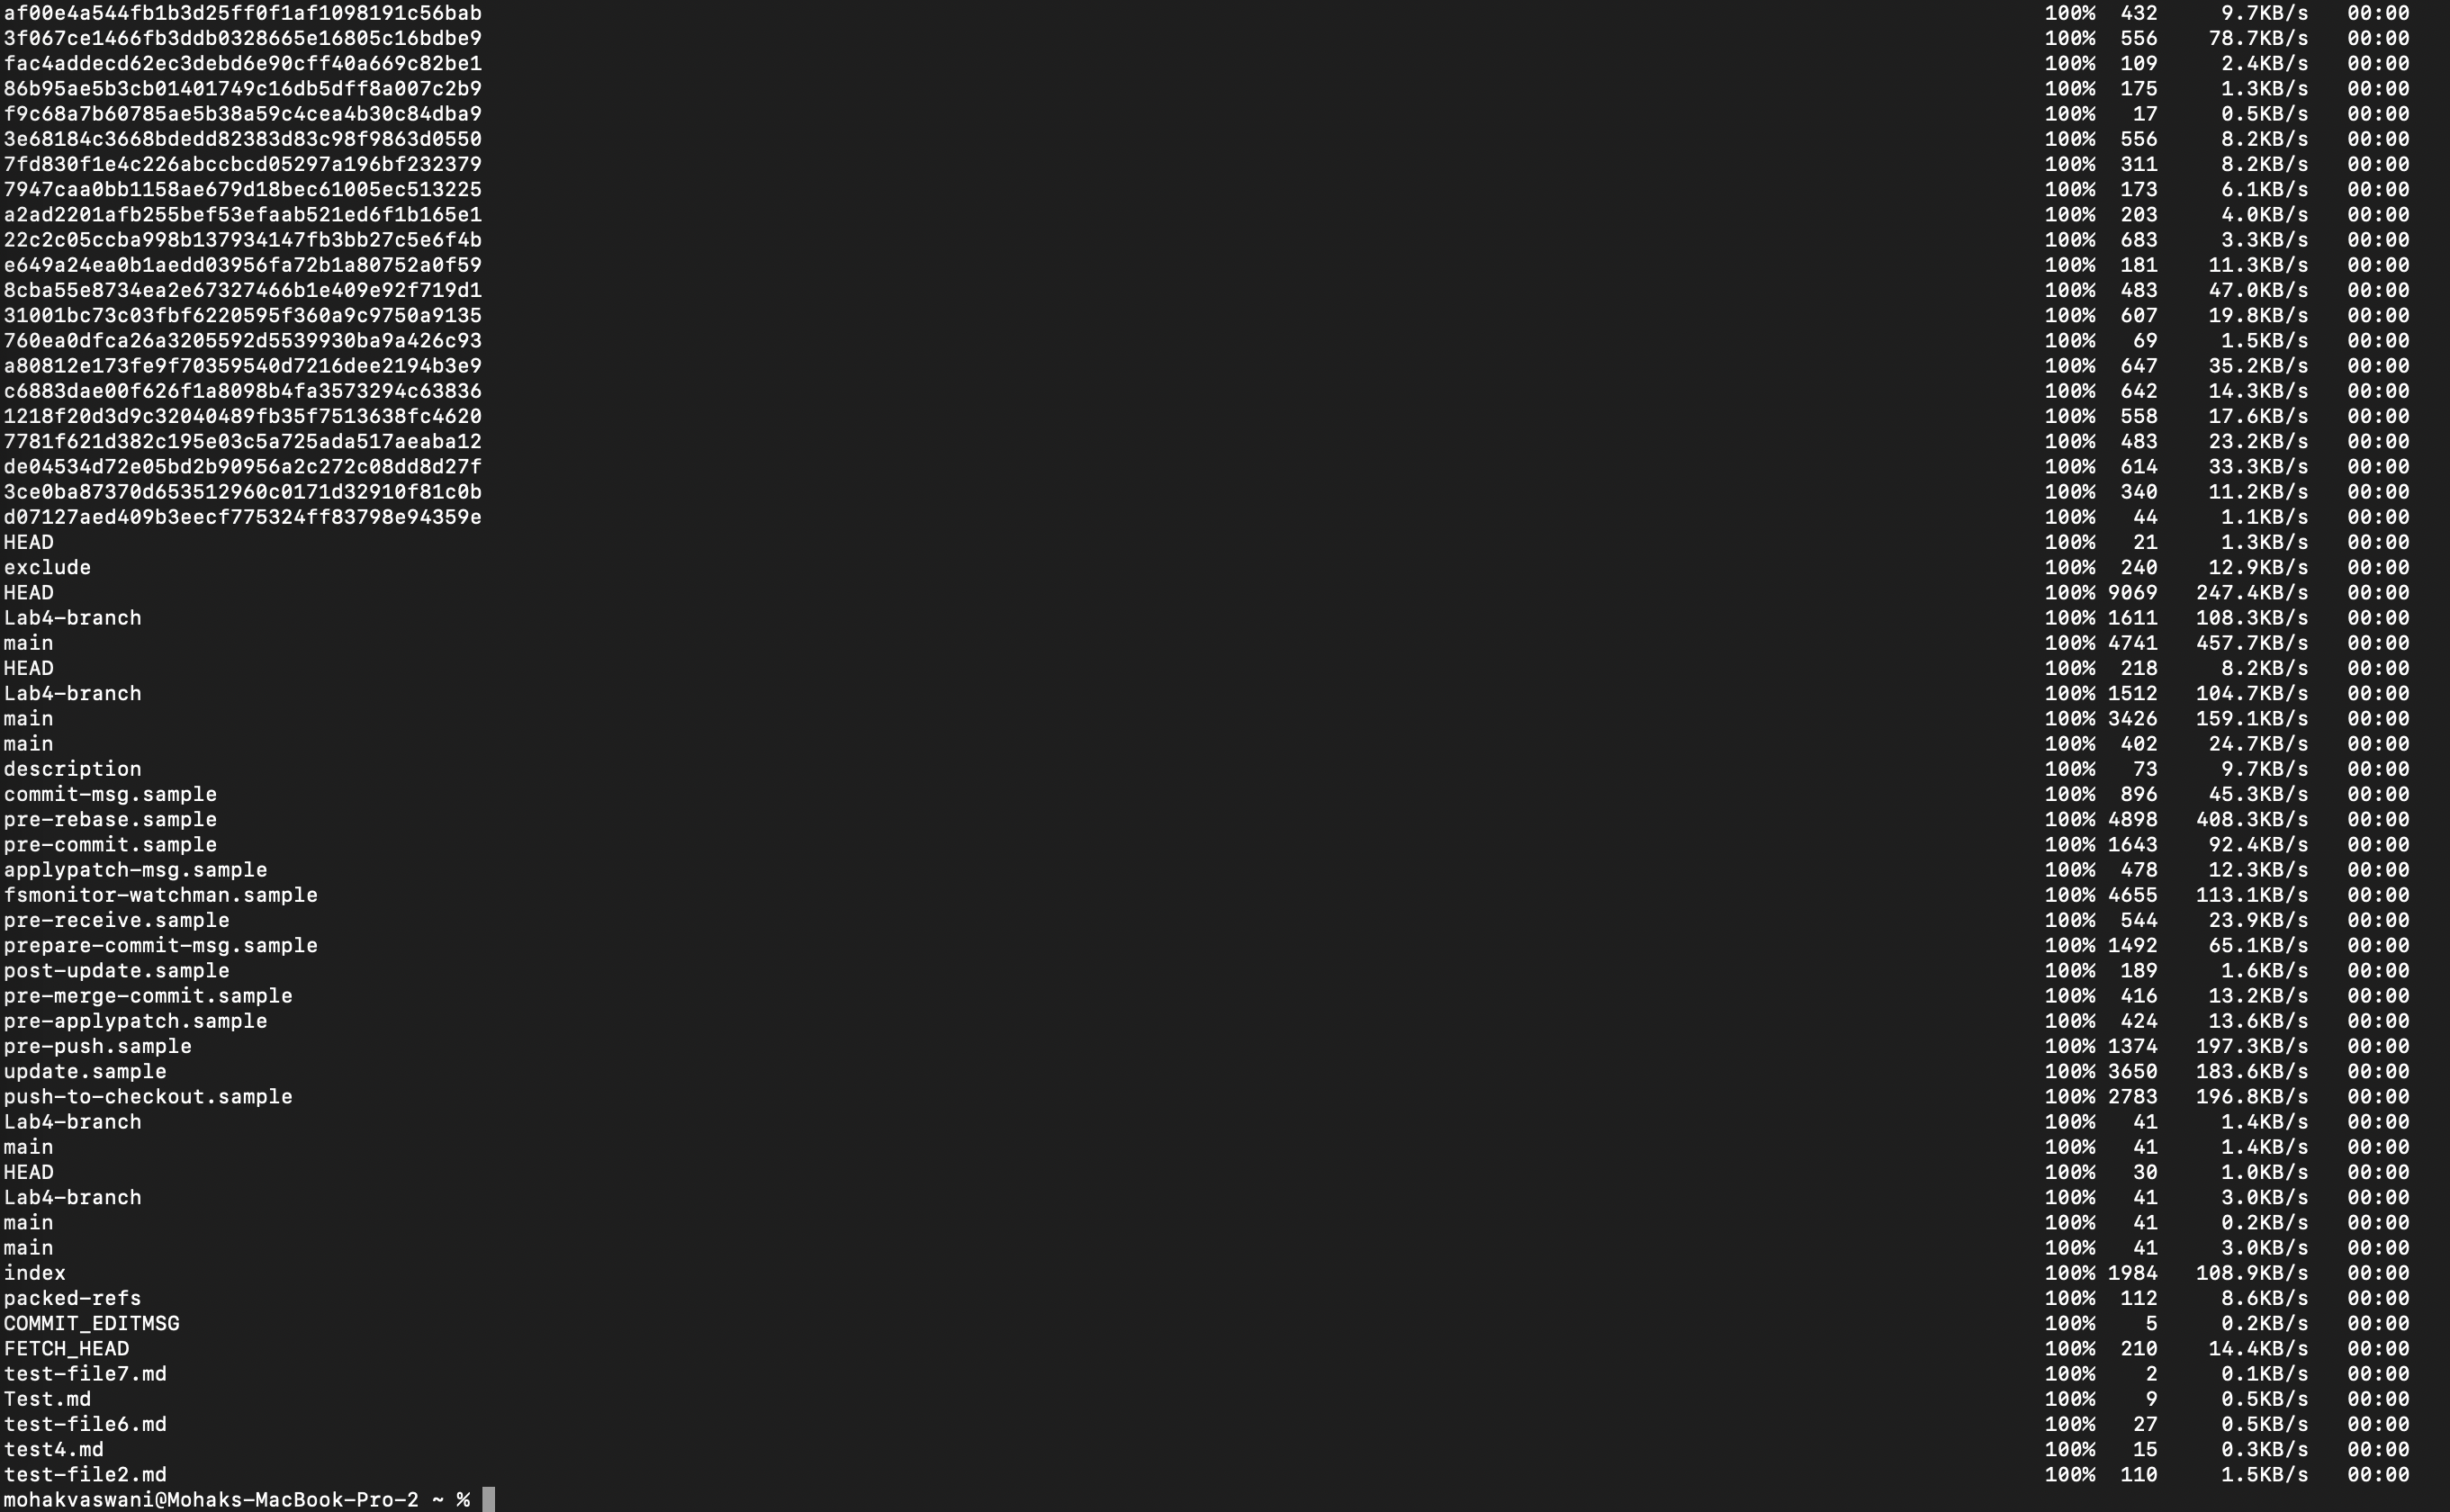 af00e4a544fb1b3d25ff0f1af1098191c56bab 100% 432 9.7KB/s 00:00
3f067ce1466fb3ddb0328665e16805c16bdbe9 100% 556 78.7KB/s 00:00
fac4addecd62ec3debd6e90cff40a669c82be1 100% 109 2.4KB/s 00:00
86b95ae5b3cb01401749c16db5dff8a007c2b9 100% 175 1.3KB/s 00:00
f9c68a7b60785ae5b38a59c4cea4b30c84dba9 100% 17 0.5KB/s 00:00
3e68184c3668bdedd82383d83c98f9863d0550 100% 556 8.2KB/s 00:00
7fd830f1e4c226abccbcd05297a196bf232379 100% 311 8.2KB/s 00:00
7947caa0bb1158ae679d18bec61005ec513225 100% 173 6.1KB/s 00:00
a2ad2201afb255bef53efaab521ed6f1b165e1 100% 203 4.0KB/s 00:00
22c2c05ccba998b137934147fb3bb27c5e6f4b 100% 683 3.3KB/s 00:00
e649a24ea0b1aedd03956fa72b1a80752a0f59 100% 181 11.3KB/s 00:00
8cba55e8734ea2e67327466b1e409e92f719d1 100% 483 47.0KB/s 00:00
31001bc73c03fbf6220595f360a9c9750a9135 100% 607 19.8KB/s 00:00
760ea0dfca26a3205592d5539930ba9a426c93 100% 69 1.5KB/s 00:00
a80812e173fe9f70359540d7216dee2194b3e9 100% 647 35.2KB/s 00:00
c6883dae00f626f1a8098b4fa3573294c63836 100% 642 14.3KB/s 00:00
1218f20d3d9c32040489fb35f7513638fc4620 100% 558 17.6KB/s 00:00
7781f621d382c195e03c5a725ada517aeaba12 100% 483 23.2KB/s 00:00
de04534d72e05bd2b90956a2c272c08dd8d27f 100% 614 33.3KB/s 00:00
3ce0ba87370d653512960c0171d32910f81c0b 100% 340 11.2KB/s 00:00
d07127aed409b3eecf775324ff83798e94359e 100% 44 1.1KB/s 00:00
HEAD 100% 21 1.3KB/s 00:00
exclude 100% 240 12.9KB/s 00:00
HEAD 100% 9069 247.4KB/s 00:00
Lab4-branch 100% 1611 108.3KB/s 00:00
main 100% 4741 457.7KB/s 00:00
HEAD 100% 218 8.2KB/s 00:00
Lab4-branch 100% 1512 104.7KB/s 00:00
main 100% 3426 159.1KB/s 00:00
main 100% 402 24.7KB/s 00:00
description 100% 73 9.7KB/s 00:00
commit-msg.sample 100% 896 45.3KB/s 00:00
pre-rebase.sample 100% 4898 408.3KB/s 00:00
pre-commit.sample 100% 1643 92.4KB/s 00:00
applypatch-msg.sample 100% 478 12.3KB/s 00:00
fsmonitor-watchman.sample 100% 4655 113.1KB/s 00:00
pre-receive.sample 100% 544 23.9KB/s 00:00
prepare-commit-msg.sample 100% 1492 65.1KB/s 00:00
post-update.sample 100% 189 1.6KB/s 00:00
pre-merge-commit.sample 100% 416 13.2KB/s 00:00
pre-applypatch.sample 100% 424 13.6KB/s 00:00
pre-push.sample 100% 1374 197.3KB/s 00:00
update.sample 100% 3650 183.6KB/s 00:00
push-to-checkout.sample 100% 2783 196.8KB/s 00:00
Lab4-branch 100% 41 1.4KB/s 00:00
main 100% 41 1.4KB/s 00:00
HEAD 100% 30 1.0KB/s 00:00
Lab4-branch 100% 41 3.0KB/s 00:00
main 100% 41 0.2KB/s 00:00
main 100% 41 3.0KB/s 00:00
index 100% 1984 108.9KB/s 00:00
packed-refs 100% 112 8.6KB/s 00:00
COMMIT_EDITMSG 100% 5 0.2KB/s 00:00
FETCH_HEAD 100% 210 14.4KB/s 00:00
test-file7.md 100% 2 0.1KB/s 00:00
Test.md 100% 9 0.5KB/s 00:00
test-file6.md 100% 27 0.5KB/s 00:00
test4.md 100% 15 0.3KB/s 00:00
test-file2.md 100% 110 1.5KB/s 00:00
mohakvaswani@Mohaks-MacBook-Pro-2 ~ %